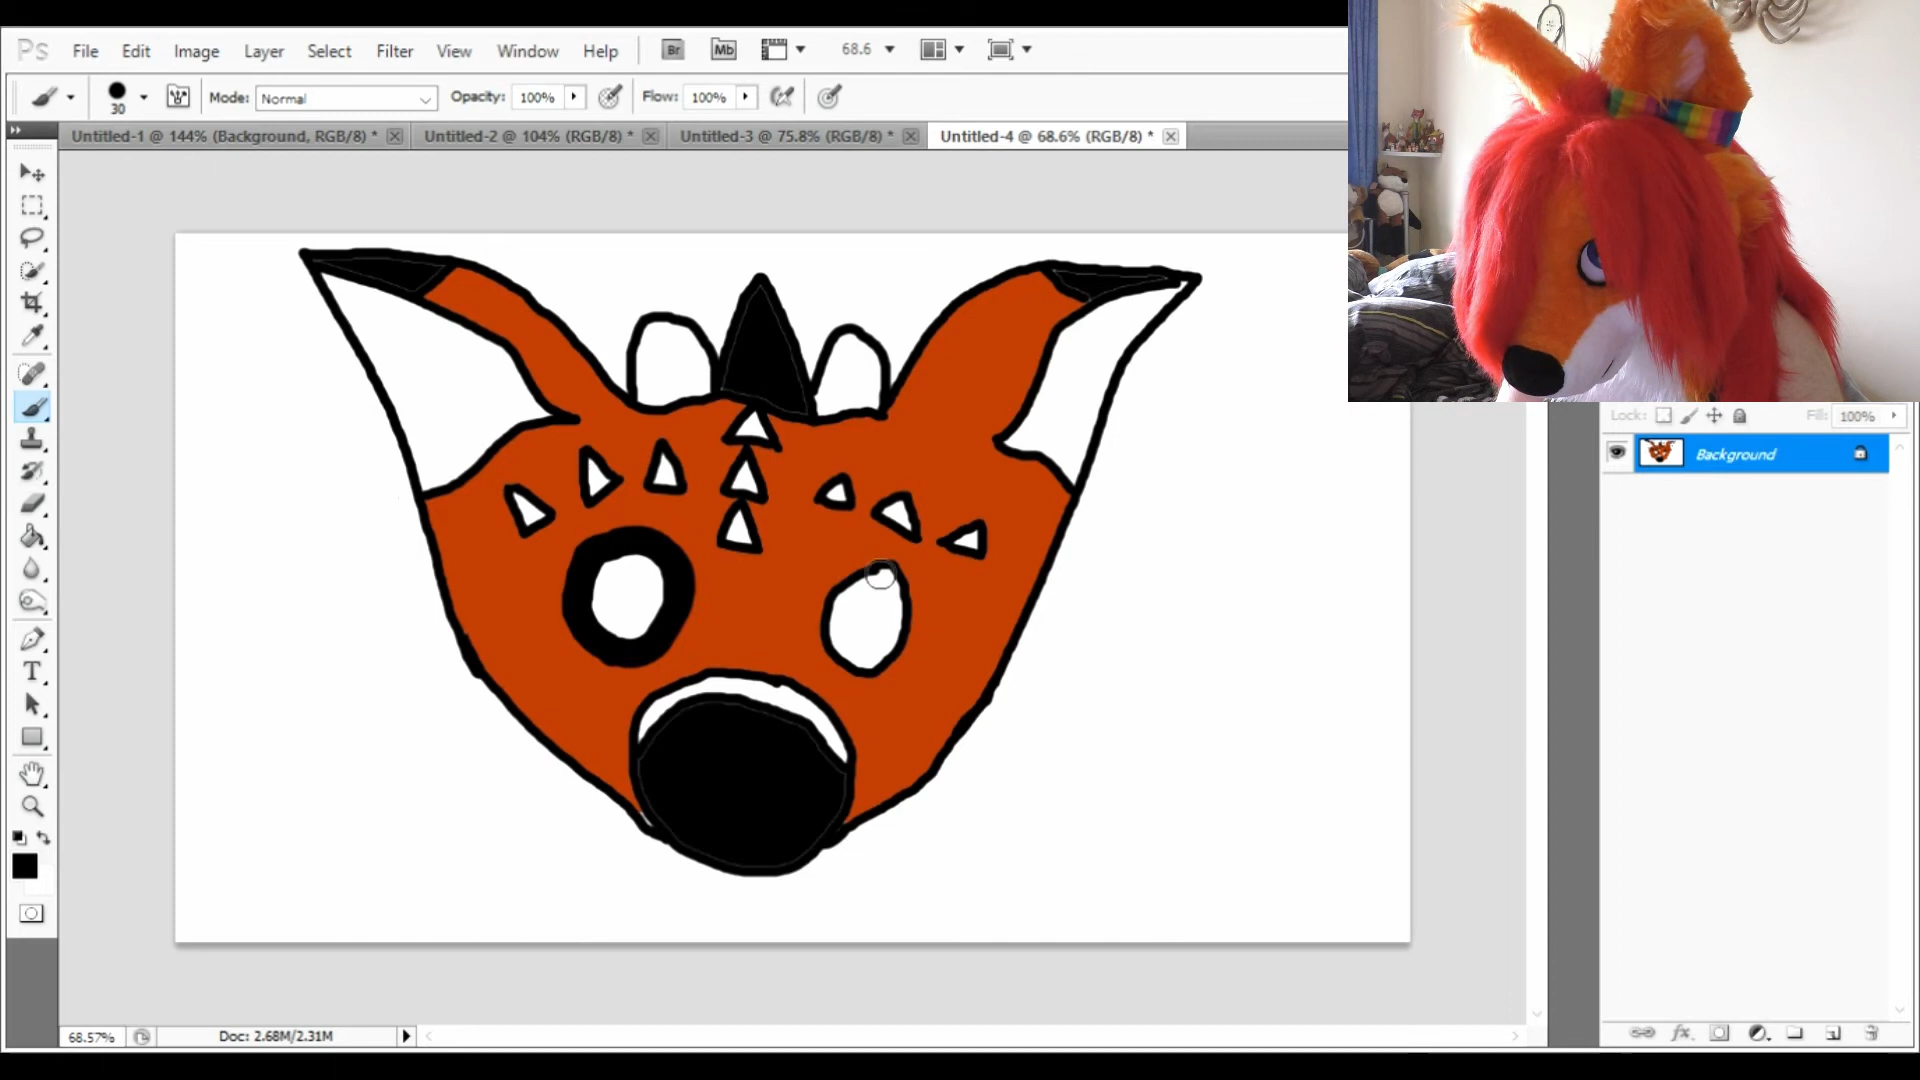 Ps File Edit Image Layer Select Filter View Window Help Br Mb 68.6
30 Mode: Normal Opacity: 100% Flow: 100%
Untitled-1 @ 144% (Background, RGB/8) * Untitled-2 @ 104% (RGB/8) * Untitled-3 @ 75.8% (RGB/8) * Untitled-4 @ 68.6% (RGB/8) *
Lock: Fill: 100%
Background
T
68.57% Doc: 2.68M/2.31M
fx